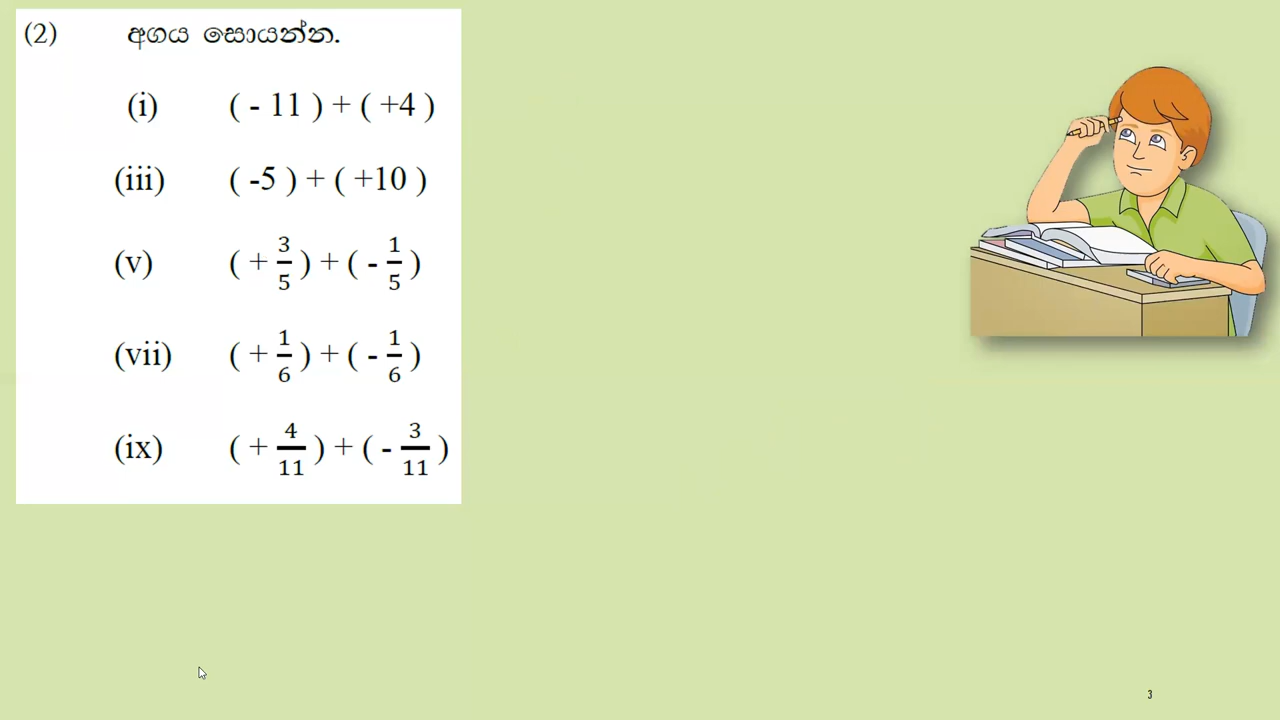 (2) අගය සොයන්න.
(i) ( - 11 ) + ( +4 )
(iii) ( -5 ) + ( +10 )
(v) ( + 3/5 ) + ( - 1/5 )
(vii) ( + 1/6 ) + ( - 1/6 )
(ix) ( + 4/11 ) + ( - 3/11 )
3